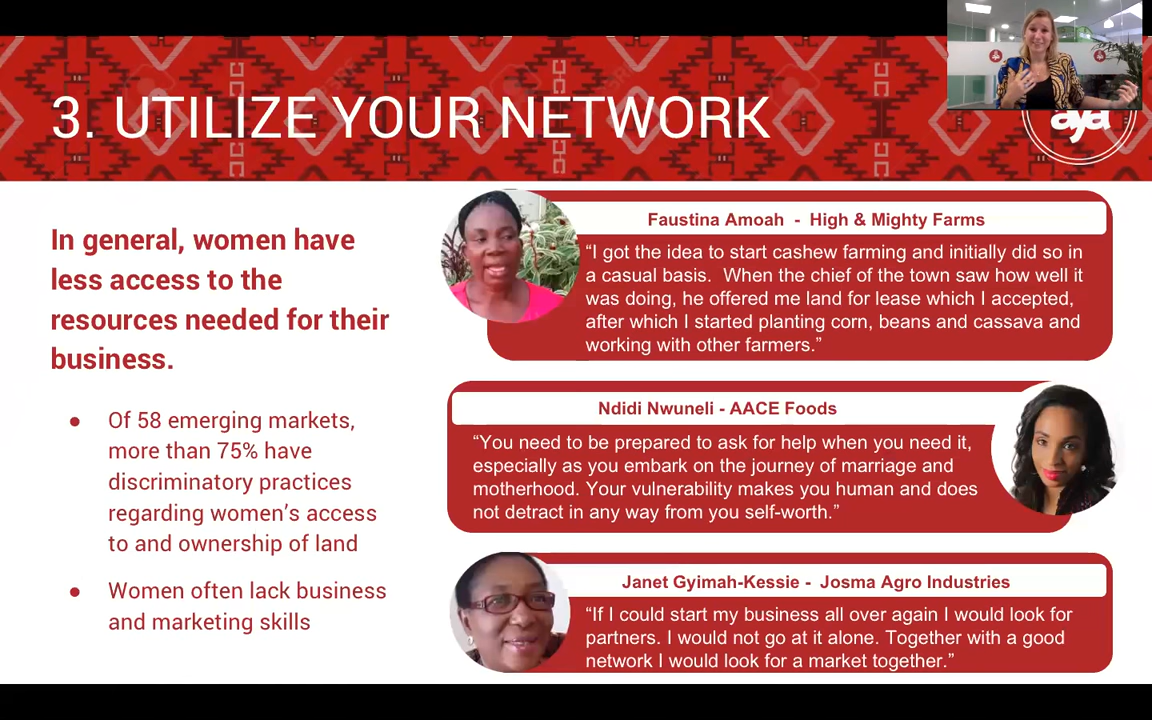 3. UTILIZE YOUR NETWORK
aya
In general, women have
less access to the
resources needed for their
business.
● Of 58 emerging markets,
more than 75% have
discriminatory practices
regarding women’s access
to and ownership of land
● Women often lack business
and marketing skills
Faustina Amoah - High & Mighty Farms
“I got the idea to start cashew farming and initially did so in
a casual basis. When the chief of the town saw how well it
was doing, he offered me land for lease which I accepted,
after which I started planting corn, beans and cassava and
working with other farmers.”
Ndidi Nwuneli - AACE Foods
“You need to be prepared to ask for help when you need it,
especially as you embark on the journey of marriage and
motherhood. Your vulnerability makes you human and does
not detract in any way from you self-worth.”
Janet Gyimah-Kessie - Josma Agro Industries
“If I could start my business all over again I would look for
partners. I would not go at it alone. Together with a good
network I would look for a market together.”